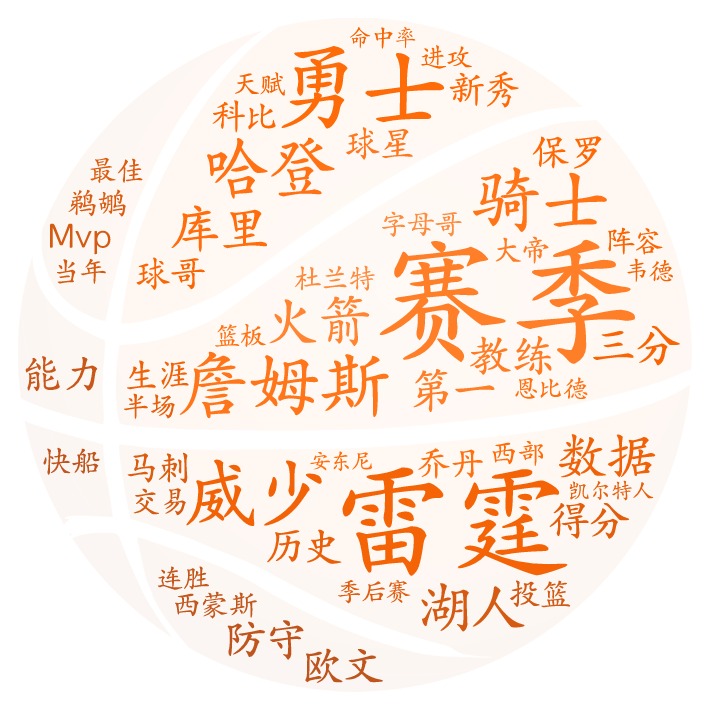 命中率
进攻
天赋
勇士
新秀
科比
球星
保罗
哈登
最佳
骑士
鹈鹕
字母哥
库里
Mvp
大帝
阵容
当年
球哥
杜兰特
赛季
韦德
火箭
篮板
三分
教练
能力
生涯
詹姆斯
第一
恩比德
半场
快船
马刺
安东尼
乔丹
西部
数据
交易
威少
雷霆
凯尔特人
得分
历史
连胜
季后赛
湖人
投篮
西蒙斯
防守
欧文